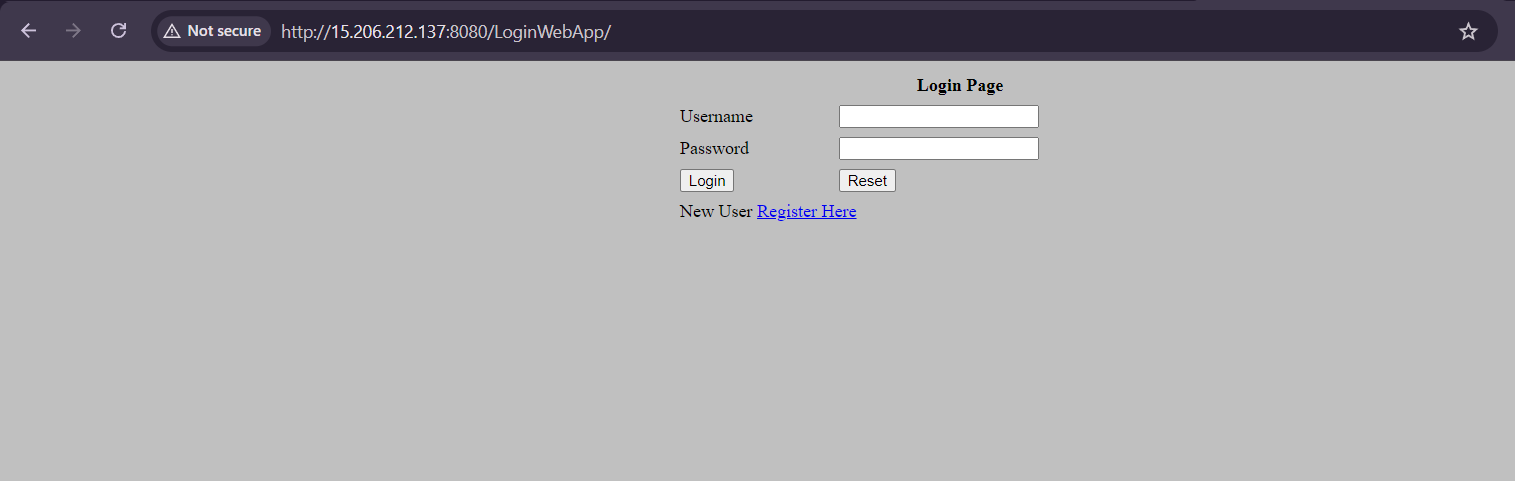 Not secure http://15.206.212.137:8080/LoginWebApp/
Login Page
Username
Password
Login Reset
New User Register Here